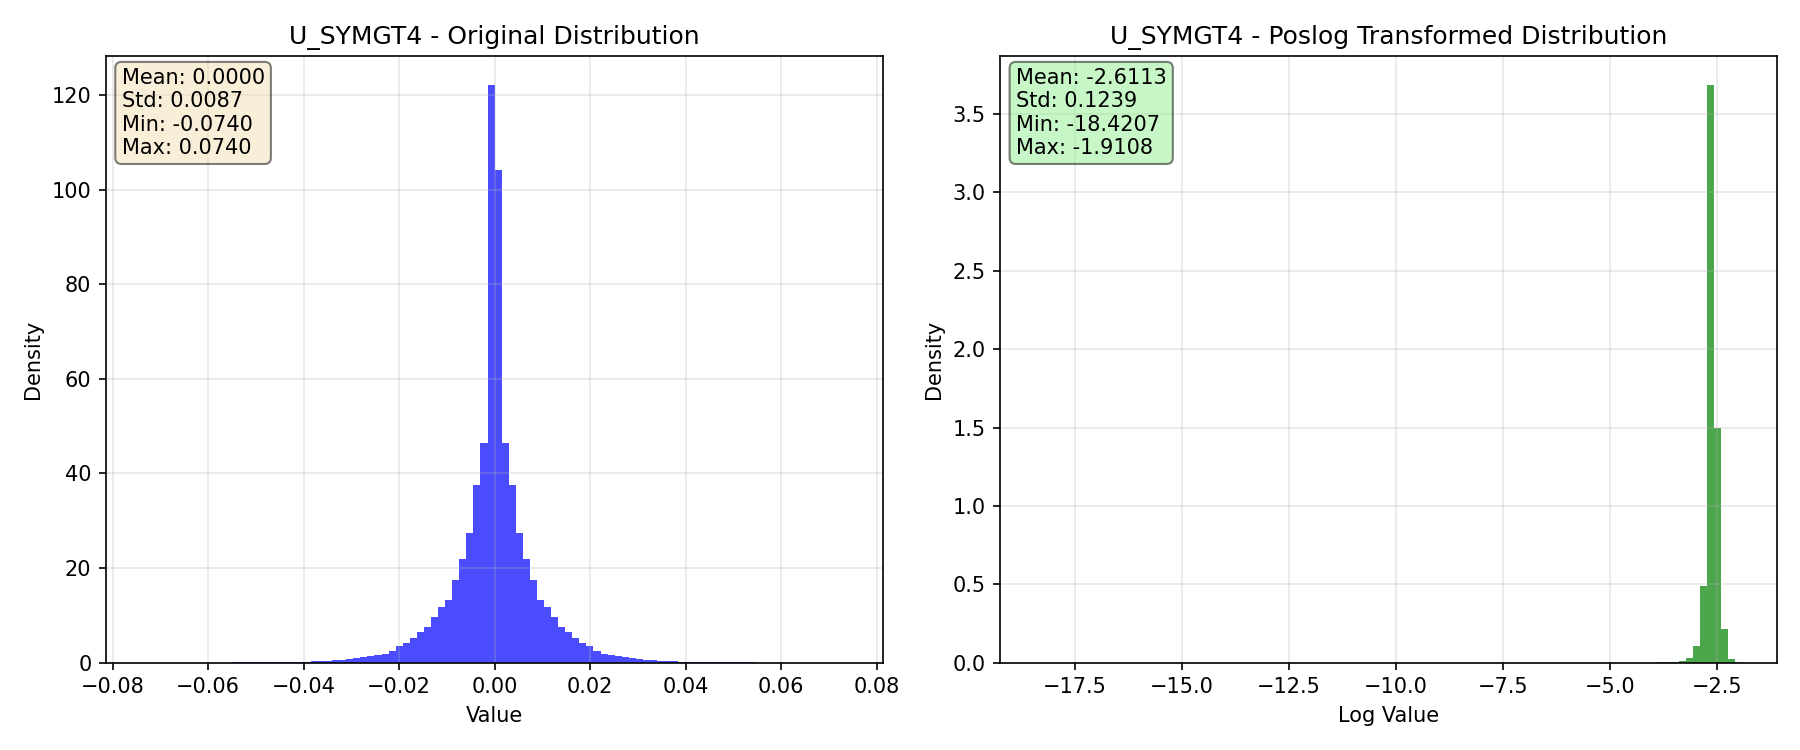 U_SYMGT4 - Original Distribution
Mean: 0.0000
Std: 0.0087
Min: -0.0740
Max: 0.0740
120
100
80
60
40
20
0
Density
−0.08 −0.06 −0.04 −0.02 0.00 0.02 0.04 0.06 0.08
Value
U_SYMGT4 - Poslog Transformed Distribution
Mean: -2.6113
Std: 0.1239
Min: -18.4207
Max: -1.9108
3.5
3.0
2.5
2.0
1.5
1.0
0.5
0.0
Density
−17.5 −15.0 −12.5 −10.0 −7.5 −5.0 −2.5
Log Value